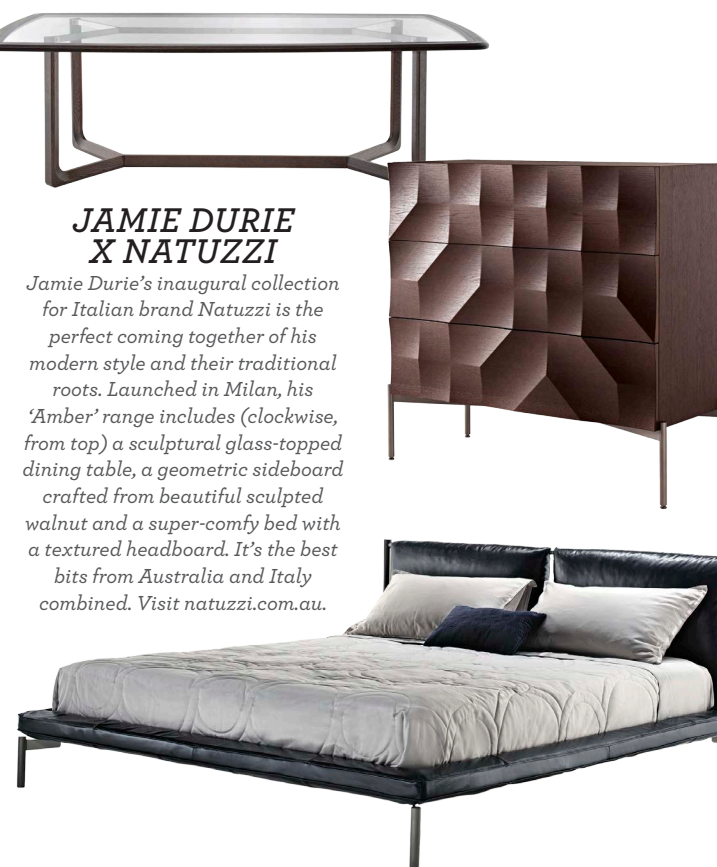 JAMIE DURIE
X NATUZZI
Jamie Durie’s inaugural collection
for Italian brand Natuzzi is the
perfect coming together of his
modern style and their traditional
roots. Launched in Milan, his
‘Amber’ range includes (clockwise,
from top) a sculptural glass-topped
dining table, a geometric sideboard
crafted from beautiful sculpted
walnut and a super-comfy bed with
a textured headboard. It’s the best
bits from Australia and Italy
combined. Visit natuzzi.com.au.